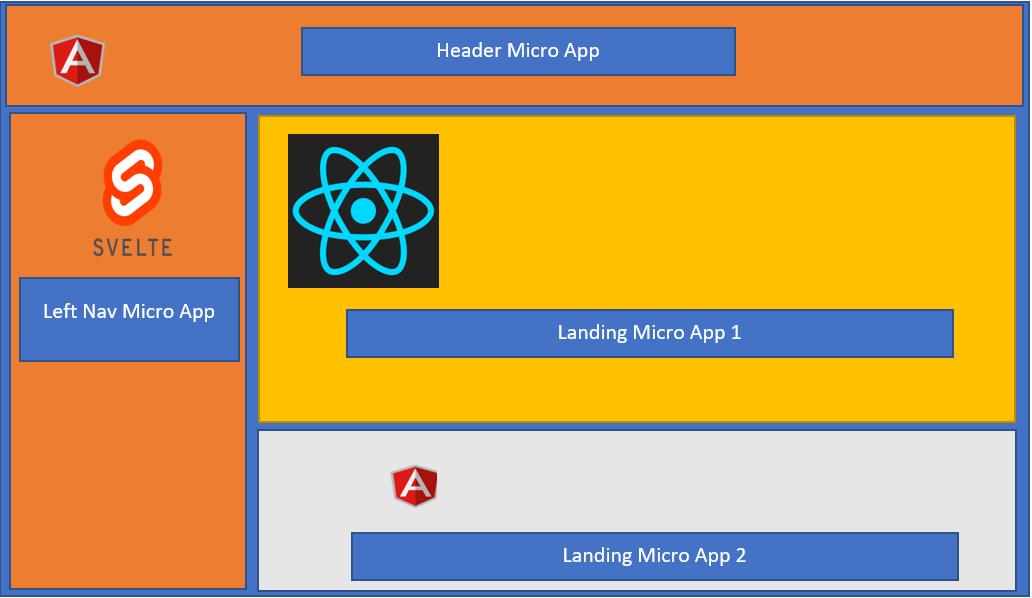 Header Micro App
SVELTE
Left Nav Micro App
Landing Micro App 1
Landing Micro App 2